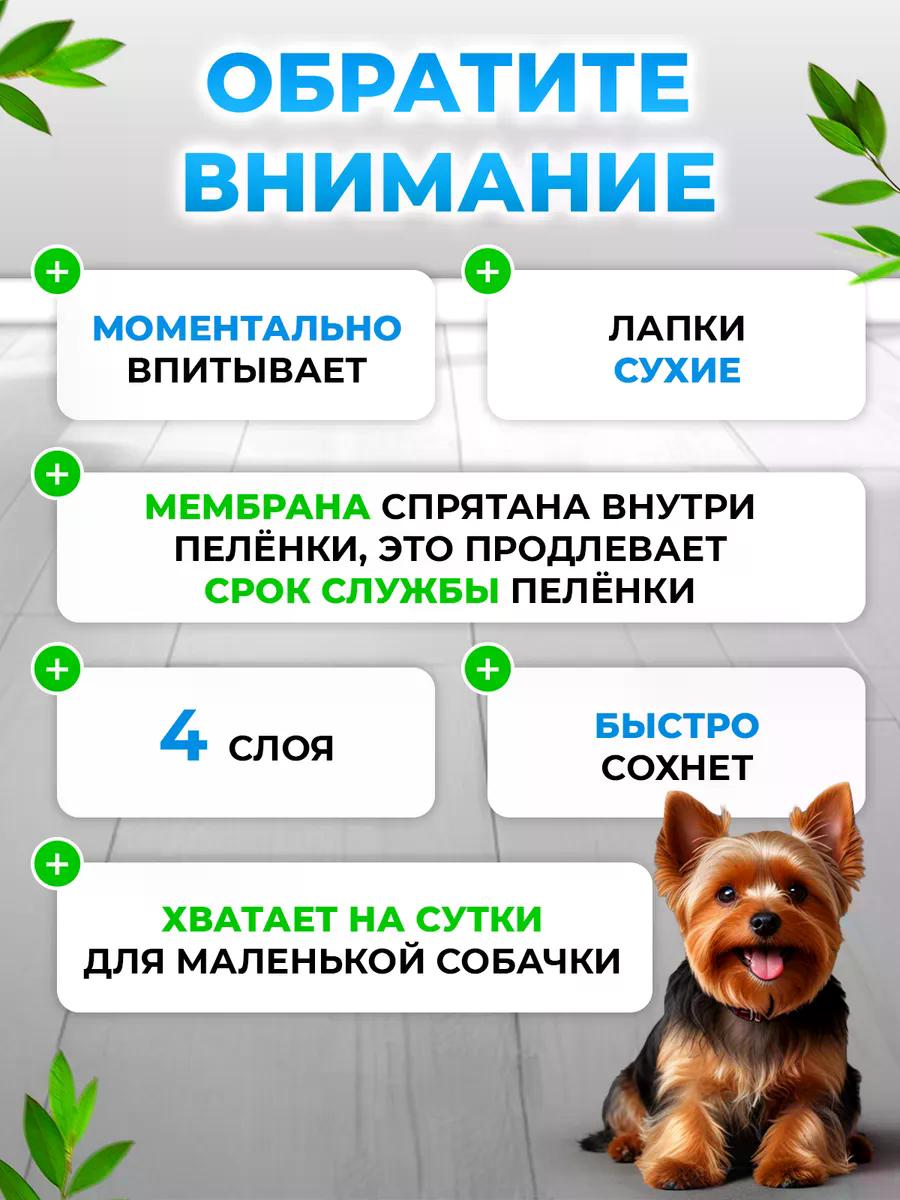 ОБРАТИТЕ
ВНИМАНИЕ
МОМЕНТАЛЬНО
ВПИТЫВАЕТ
ЛАПКИ
СУХИЕ
МЕМБРАНА СПРЯТАНА ВНУТРИ
ПЕЛЁНКИ, ЭТО ПРОДЛЕВАЕТ
СРОК СЛУЖБЫ ПЕЛЁНКИ
4 СЛОЯ
БЫСТРО
СОХНЕТ
ХВАТАЕТ НА СУТКИ
ДЛЯ МАЛЕНЬКОЙ СОБАЧКИ